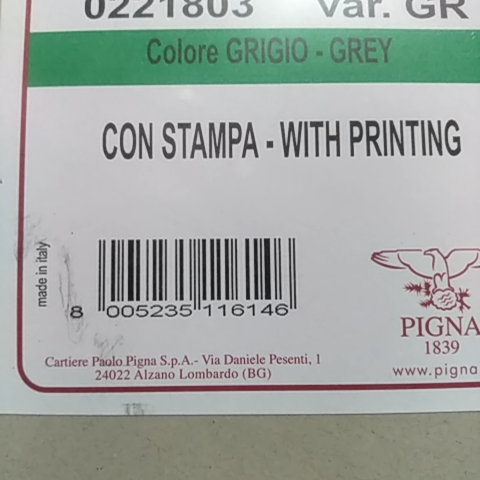 0221803 var. GR
Colore GRIGIO - GREY
CON STAMPA - WITH PRINTING
made in italy
8 005235 116146
PIGNA
1839
www.pigna
Cartiere Paolo Pigna S.p.A.- Via Daniele Pesenti, 1
24022 Alzano Lombardo (BG)